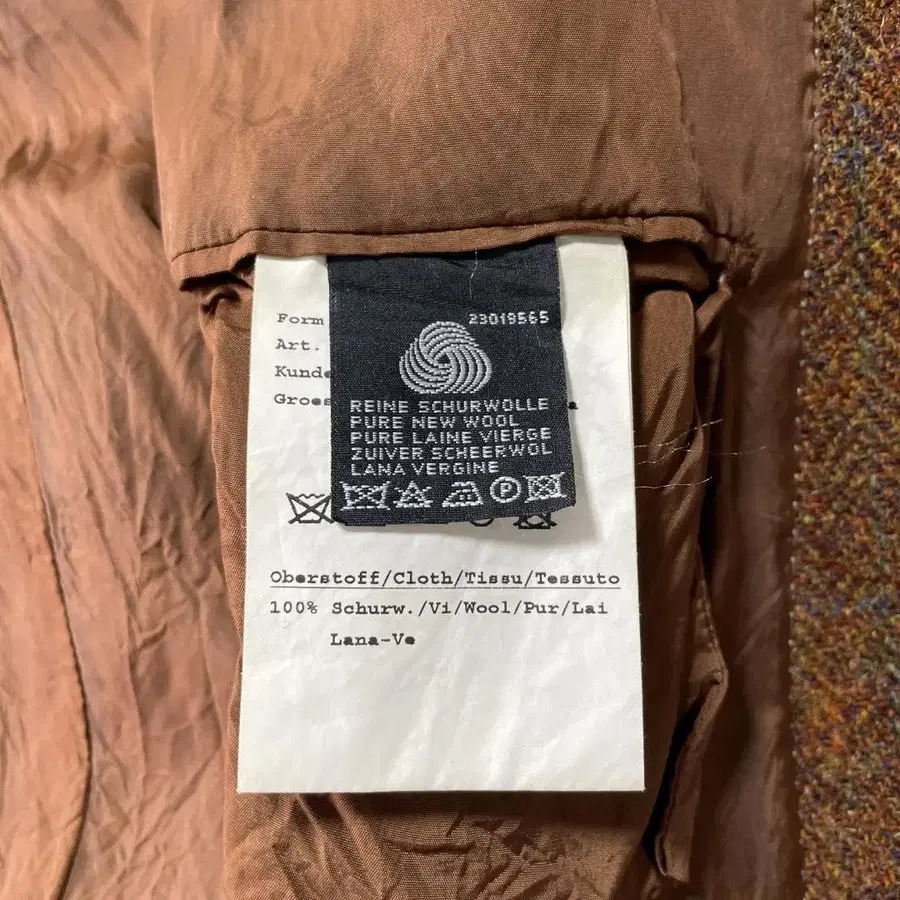 Form
Art.
Kunde
Groes
23019565
REINE SCHURWOLLE
PURE NEW WOOL
PURE LAINE VIERGE
ZUIVER SCHEERWOL
LANA VERGINE
P
Oberstoff/Cloth/Tissu/Tessuto
100% Schurw./Vi/Wool/Pur/Lai
Lana-Ve